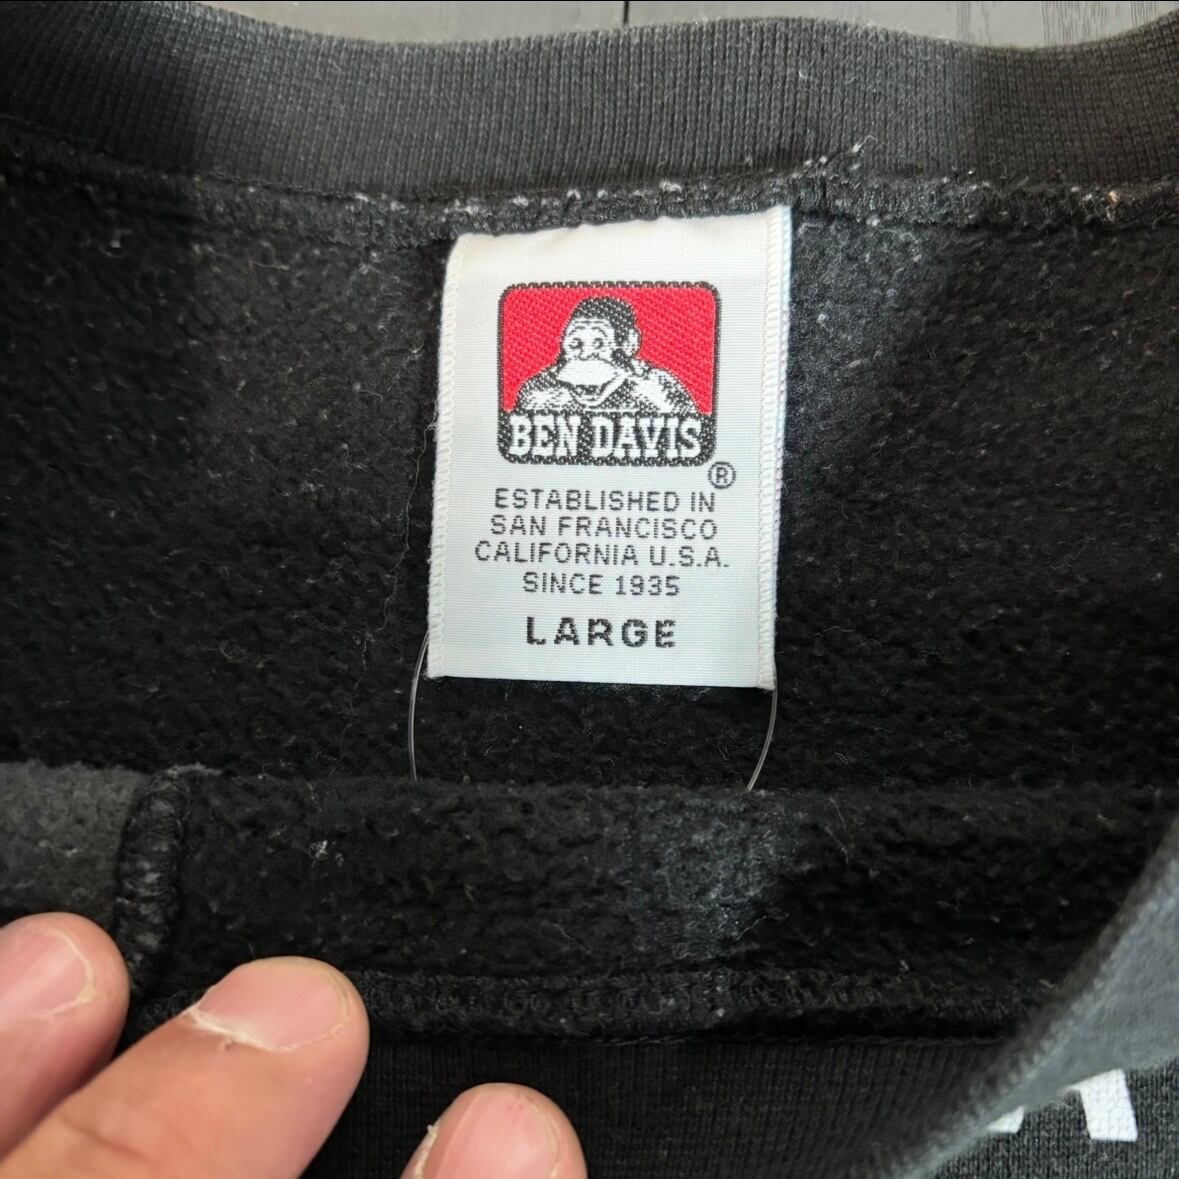 BEN DAVIS
®
ESTABLISHED IN
SAN FRANCISCO
CALIFORNIA U.S.A.
SINCE 1935
LARGE